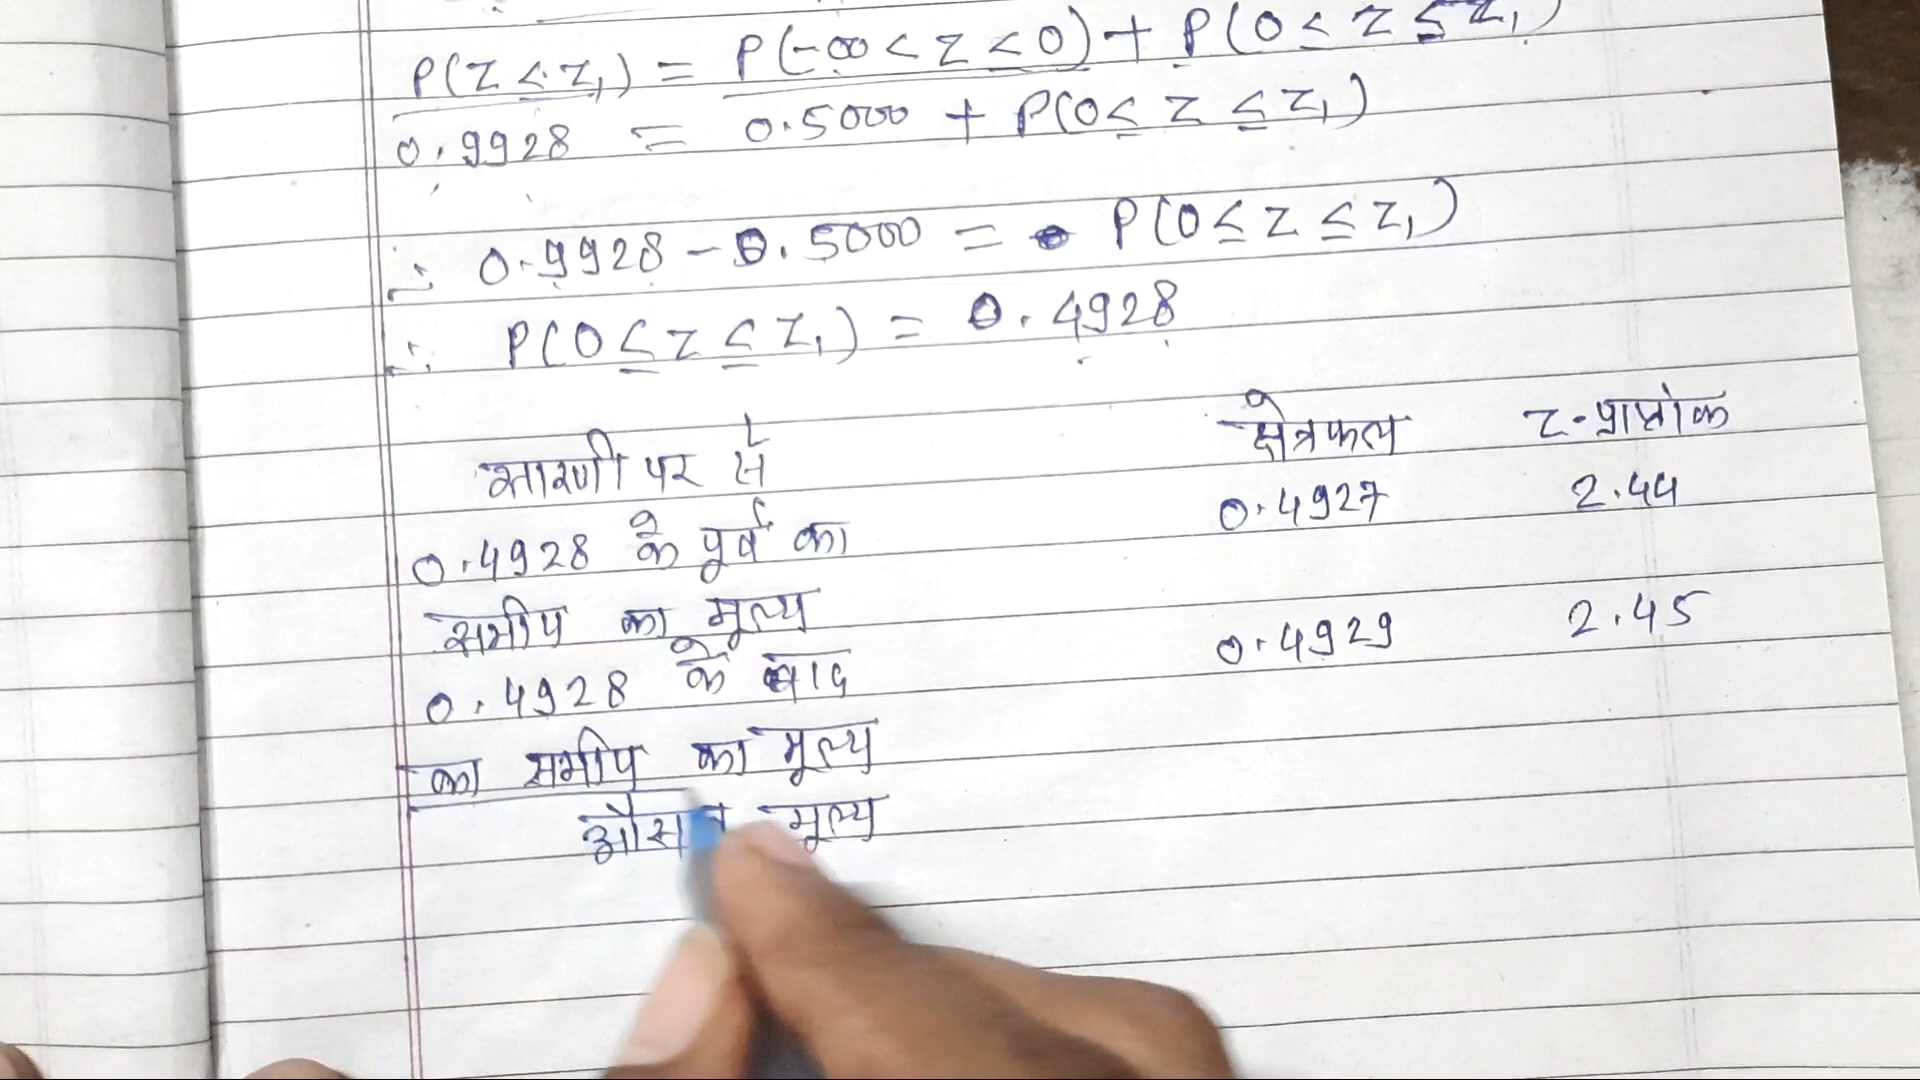 P(Z ≤ Z₁) = P(-∞ < Z < 0) + P(0 ≤ Z ≤ Z₁)
0.9928 = 0.5000 + P(0 ≤ Z ≤ Z₁)
∴ 0.9928 - 0.5000 = P(0 ≤ Z ≤ Z₁)
∴ P(0 ≤ Z ≤ Z₁) = 0.4928
सारणी पर से क्षेत्रफल Z-प्राप्तांक
0.4928 के पूर्व का 0.4927 2.44
समीप का मूल्य
0.4928 के बाद 0.4929 2.45
का समीप का मूल्य
औसत मूल्य